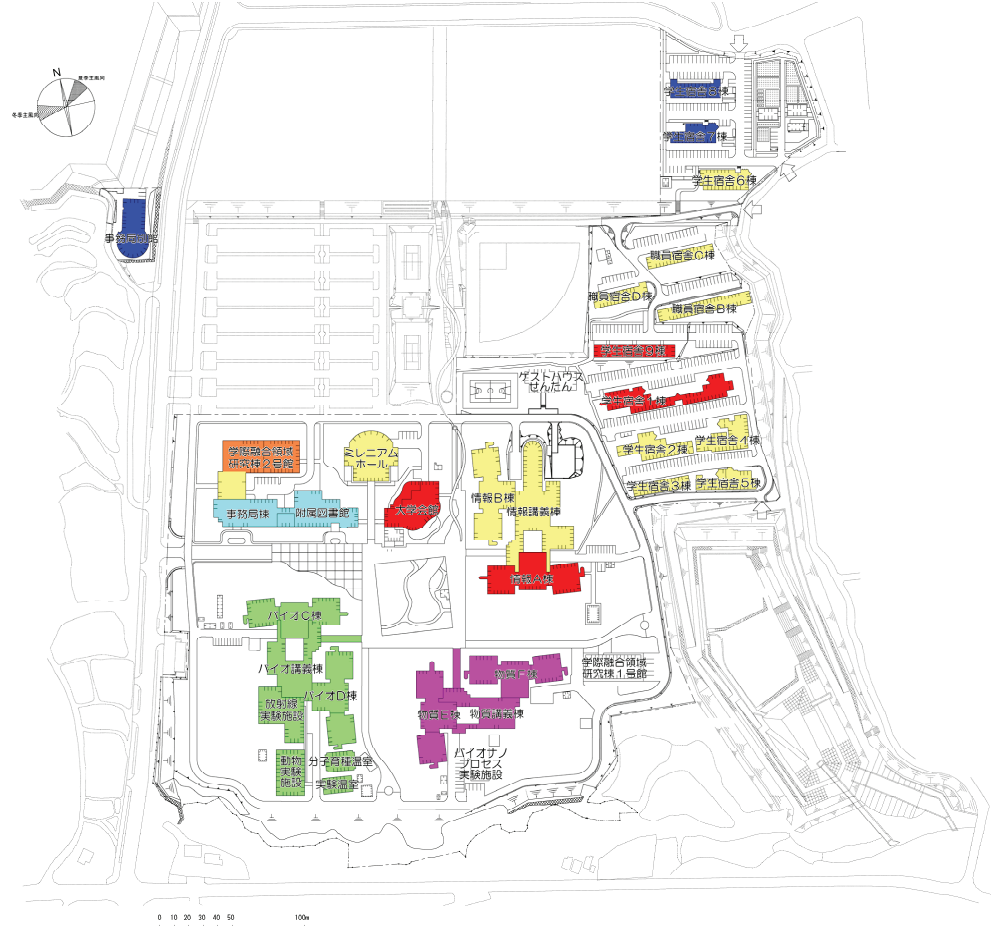 N
夏季主風向
冬季主風向
学生宿舎8棟
学生宿舎7棟
学生宿舎6棟
事務局別館
職員宿舎C棟
職員宿舎D棟
職員宿舎B棟
学生宿舎9棟
ゲストハウス
せんたん
学生宿舎1棟
学生宿舎2棟
学生宿舎4棟
学生宿舎3棟
学生宿舎5棟
学際融合領域
研究棟2号館
ミレニアム
ホール
事務局棟
附属図書館
大学会館
情報B棟
情報講義棟
情報A棟
バイオC棟
バイオ講義棟
バイオD棟
放射線
実験施設
動物
実験
施設
分子育種温室
実験温室
物質F棟
物質E棟
物質講義棟
学際融合領域
研究棟1号館
バイオナノ
プロセス
実験施設
0 10 20 30 40 50 100m